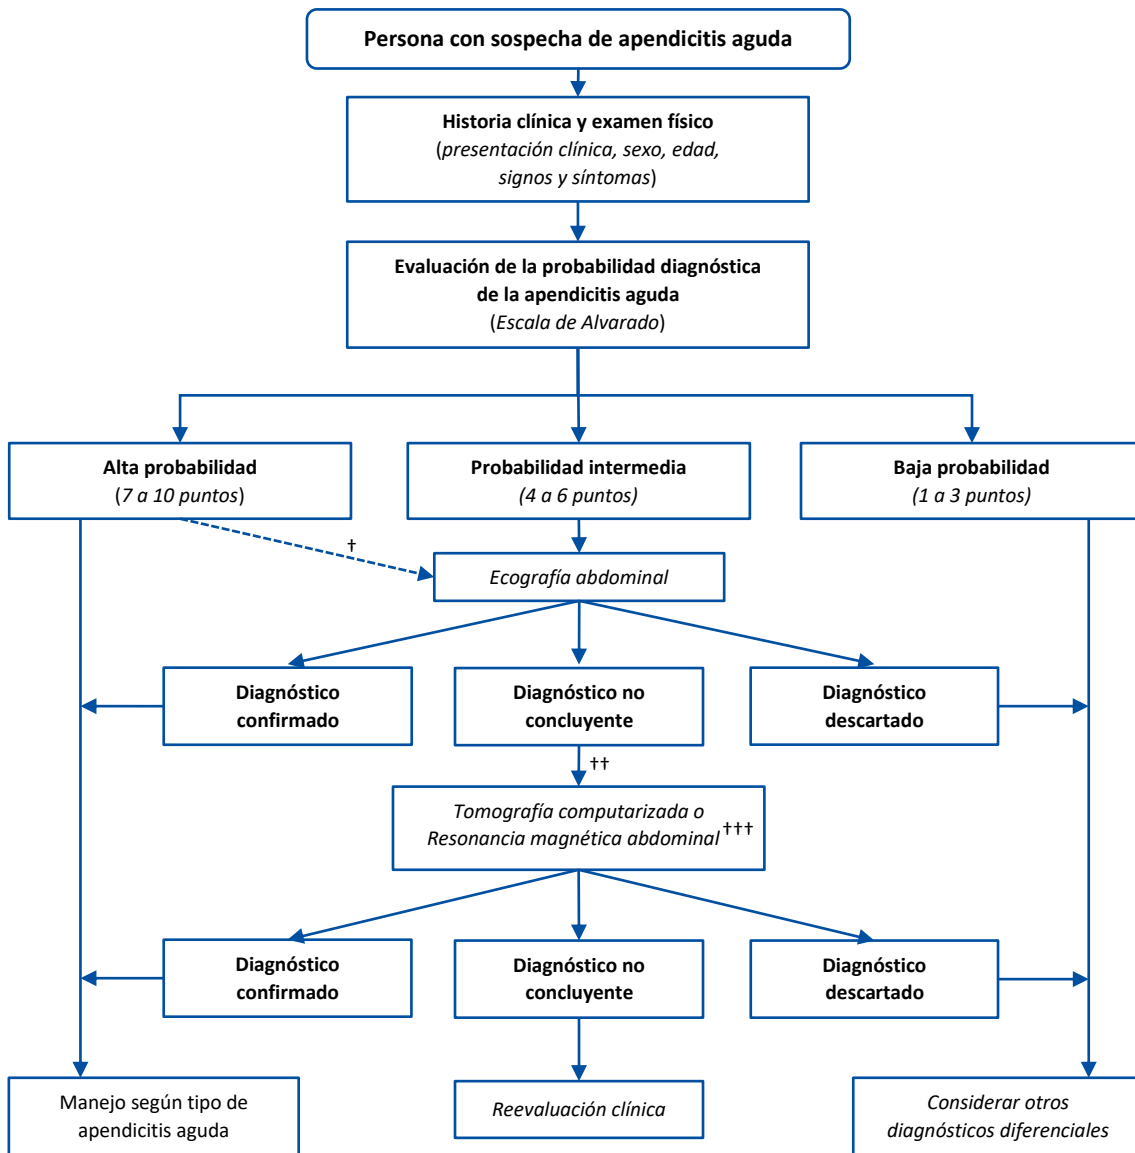 Persona con sospecha de apendicitis aguda
Historia clínica y examen físico
(presentación clínica, sexo, edad,
signos y síntomas)
Evaluación de la probabilidad diagnóstica
de la apendicitis aguda
(Escala de Alvarado)
Alta probabilidad
(7 a 10 puntos)
Probabilidad intermedia
(4 a 6 puntos)
Baja probabilidad
(1 a 3 puntos)
†
Ecografía abdominal
Diagnóstico
confirmado
Diagnóstico no
concluyente
Diagnóstico
descartado
††
Tomografía computarizada o
Resonancia magnética abdominal†††
Diagnóstico
confirmado
Diagnóstico no
concluyente
Diagnóstico
descartado
Manejo según tipo de
apendicitis aguda
Reevaluación clínica
Considerar otros
diagnósticos diferenciales